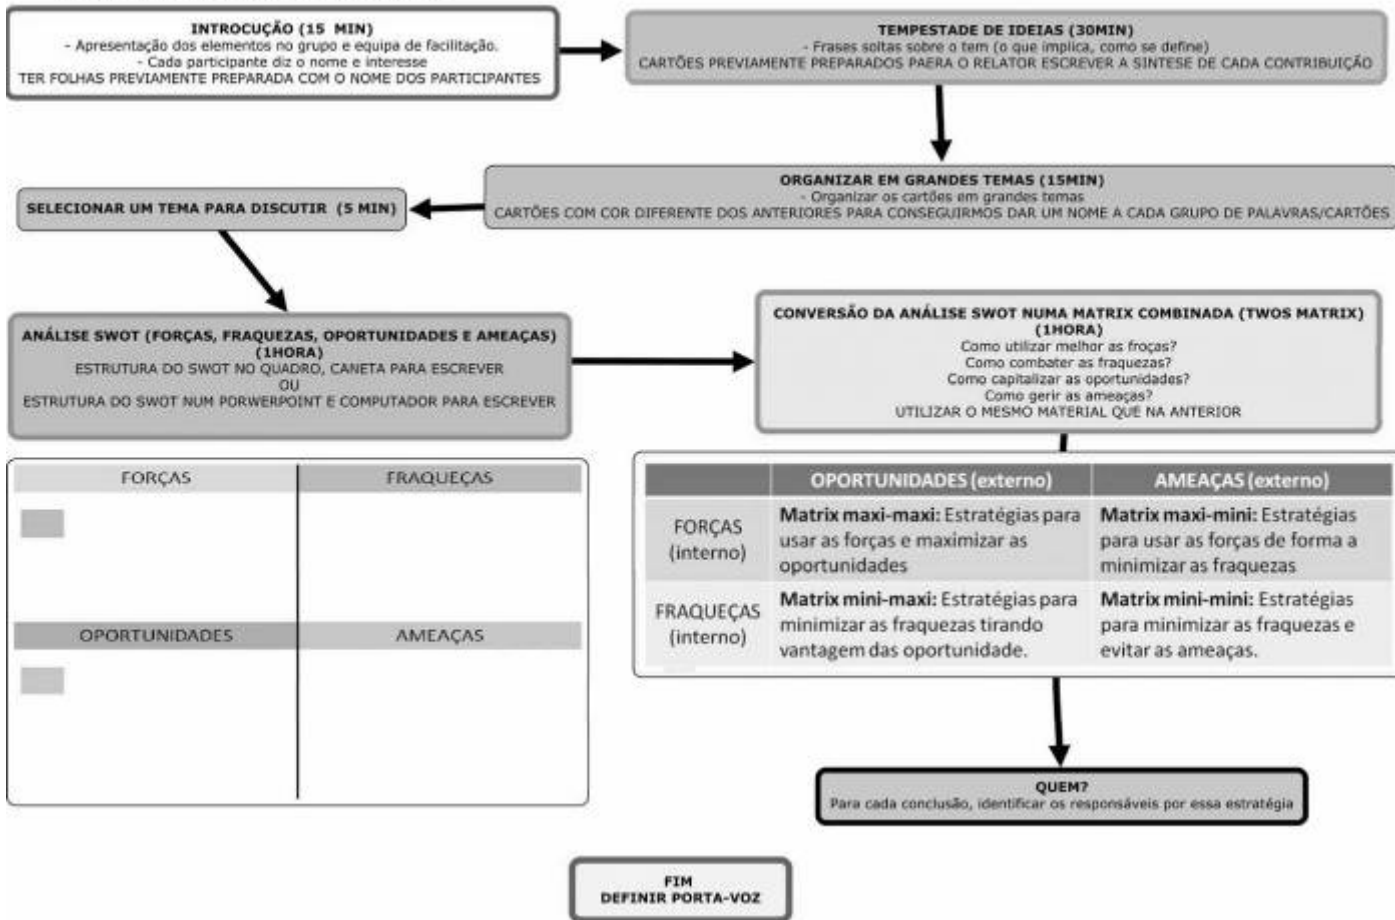 INTROCUÇÃO (15 MIN)
- Apresentação dos elementos no grupo e equipa de facilitação.
- Cada participante diz o nome e interesse
TER FOLHAS PREVIAMENTE PREPARADA COM O NOME DOS PARTICIPANTES
TEMPESTADE DE IDEIAS (30MIN)
- Frases soltas sobre o tem (o que implica, como se define)
CARTÕES PREVIAMENTE PREPARADOS PAERA O RELATOR ESCREVER A SINTESE DE CADA CONTRIBUIÇÃO
ORGANIZAR EM GRANDES TEMAS (15MIN)
- Organizar os cartões em grandes temas
CARTÕES COM COR DIFERENTE DOS ANTERIORES PARA CONSEGUIRMOS DAR UM NOME A CADA GRUPO DE PALAVRAS/CARTÕES
SELECIONAR UM TEMA PARA DISCUTIR (5 MIN)
ANÁLISE SWOT (FORÇAS, FRAQUEZAS, OPORTUNIDADES E AMEAÇAS)
(1HORA)
ESTRUTURA DO SWOT NO QUADRO, CANETA PARA ESCREVER
OU
ESTRUTURA DO SWOT NUM PORWERPOINT E COMPUTADOR PARA ESCREVER
CONVERSÃO DA ANÁLISE SWOT NUMA MATRIX COMBINADA (TWOS MATRIX)
(1HORA)
Como utilizar melhor as froças?
Como combater as fraquezas?
Como capitalizar as oportunidades?
Como gerir as ameaças?
UTILIZAR O MESMO MATERIAL QUE NA ANTERIOR
FORÇAS FRAQUEÇAS
OPORTUNIDADES AMEAÇAS
OPORTUNIDADES (externo) AMEAÇAS (externo)
FORÇAS
(interno)
Matrix maxi-maxi: Estratégias para
usar as forças e maximizar as
oportunidades
Matrix maxi-mini: Estratégias
para usar as forças de forma a
minimizar as fraquezas
FRAQUEÇAS
(interno)
Matrix mini-maxi: Estratégias para
minimizar as fraquezas tirando
vantagem das oportunidade.
Matrix mini-mini: Estratégias
para minimizar as fraquezas e
evitar as ameaças.
QUEM?
Para cada conclusão, identificar os responsáveis por essa estratégia
FIM
DEFINIR PORTA-VOZ